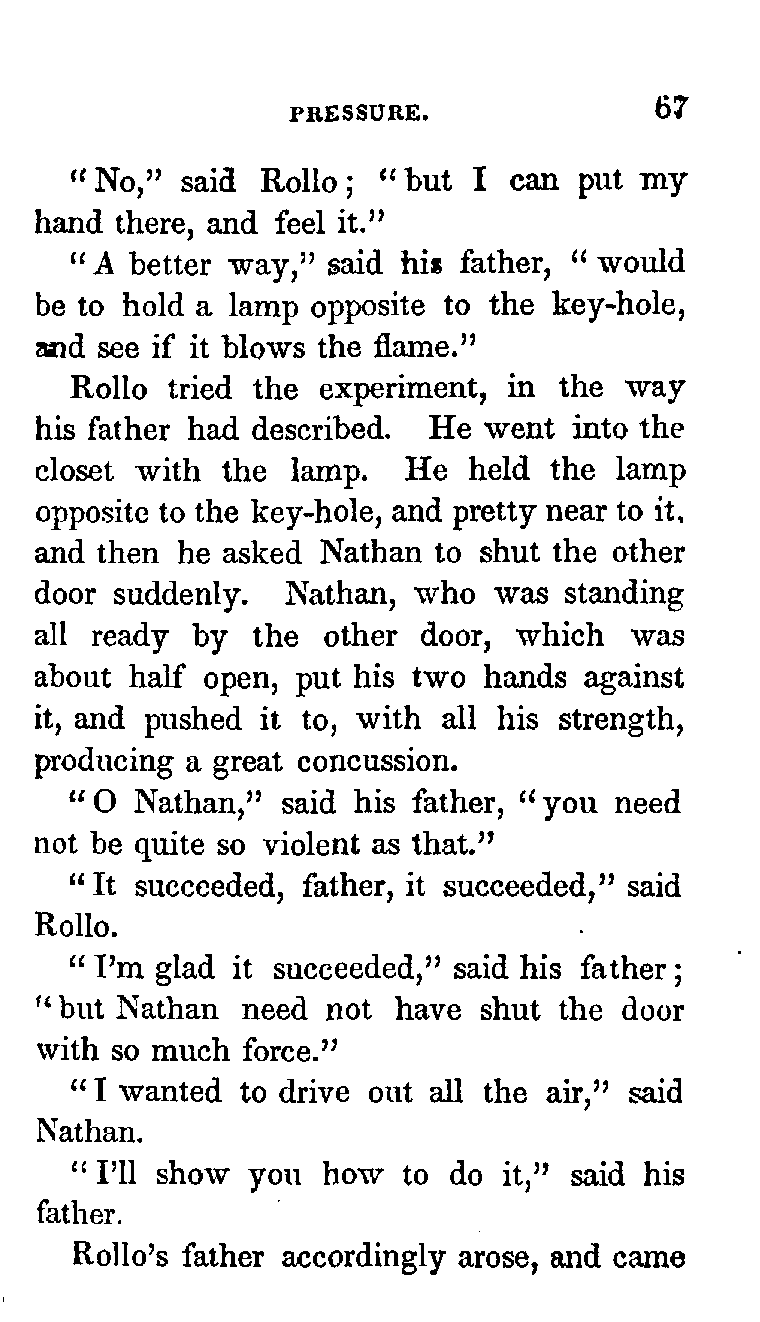 PRESSURE. 67
"No," said Rollo; "but I can put my
hand there, and feel it."
"A better way," said his father, "would
be to hold a lamp opposite to the key-hole,
and see if it blows the flame."
Rollo tried the experiment, in the way
his father had described. He went into the
closet with the lamp. He held the lamp
opposite to the key-hole, and pretty near to it,
and then he asked Nathan to shut the other
door suddenly. Nathan, who was standing
all ready by the other door, which was
about half open, put his two hands against
it, and pushed it to, with all his strength,
producing a great concussion.
"O Nathan," said his father, "you need
not be quite so violent as that."
"It succeeded, father, it succeeded," said
Rollo.
"I'm glad it succeeded," said his father;
"but Nathan need not have shut the door
with so much force."
"I wanted to drive out all the air," said
Nathan.
"I'll show you how to do it," said his
father.
Rollo's father accordingly arose, and came